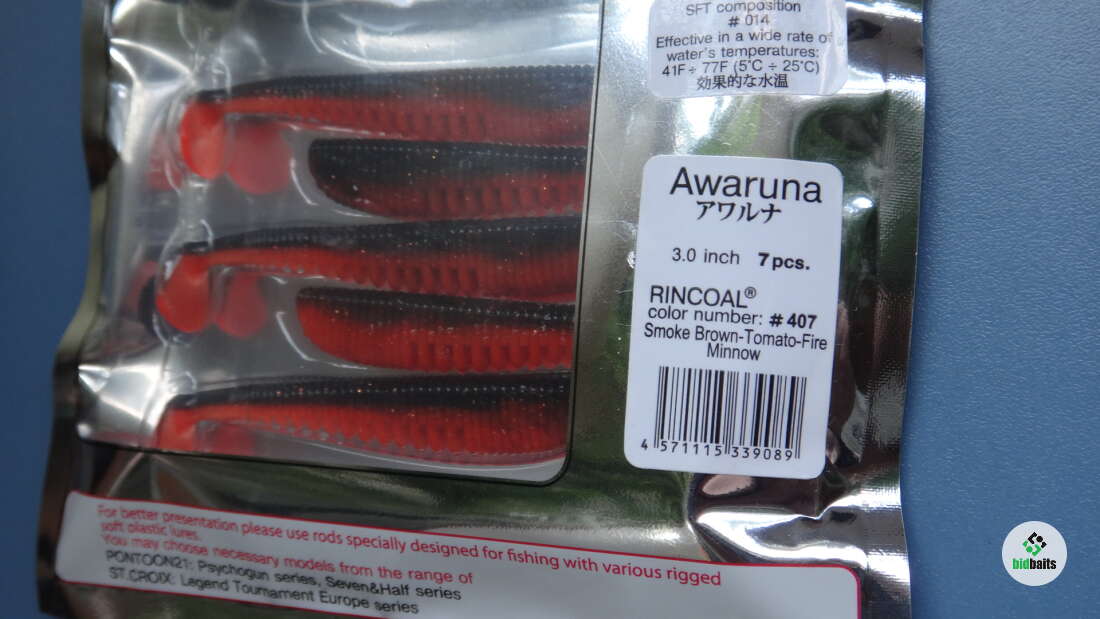 SFT composition
# 014
Effective in a wide rate of
water's temperatures:
41F ÷ 77F (5°C ÷ 25°C)
効果的な水温
Awaruna
アワルナ
3.0 inch 7 pcs.
RINCOAL®
color number: # 407
Smoke Brown-Tomato-Fire
Minnow
4 571115 339089
For better presentation please use rods specially designed for fishing with various rigged
soft plastic lures.
You may choose necessary models from the range of
PONTOON21: Psychogun series, Seven&Half series
ST.CROIX: Legend Tournament Europe series
bidbaits